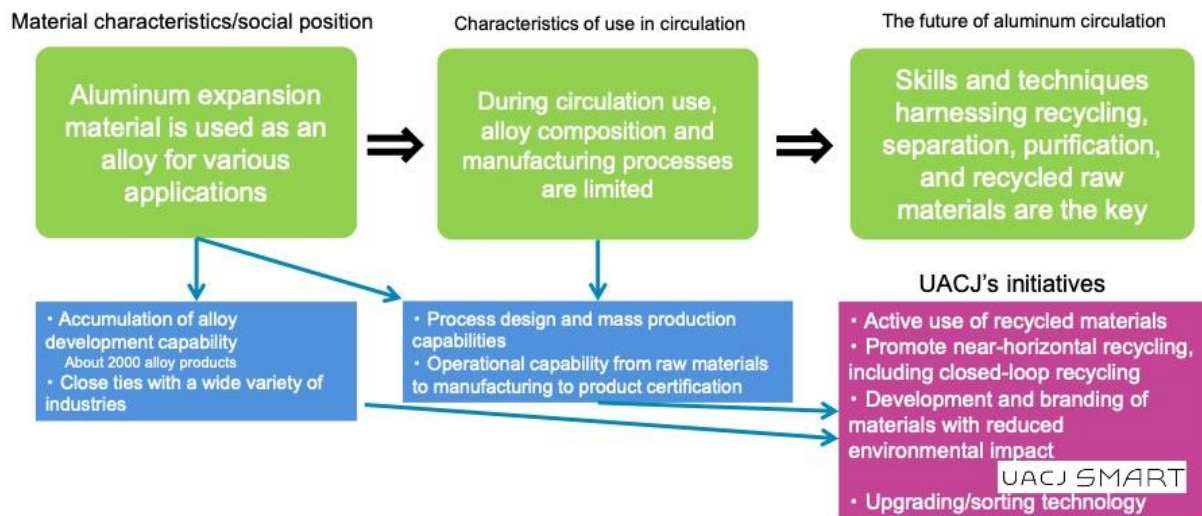 Material characteristics/social position
Aluminum expansion
material is used as an
alloy for various
applications
Characteristics of use in circulation
During circulation use,
alloy composition and
manufacturing processes
are limited
The future of aluminum circulation
Skills and techniques
harnessing recycling,
separation, purification,
and recycled raw
materials are the key
・Accumulation of alloy
development capability
About 2000 alloy products
・Close ties with a wide variety of
industries
・Process design and mass production
capabilities
・Operational capability from raw materials
to manufacturing to product certification
UACJ's initiatives
・Active use of recycled materials
・Promote near-horizontal recycling,
including closed-loop recycling
・Development and branding of
materials with reduced
environmental impact
UACJ SMART
・Upgrading/sorting technology